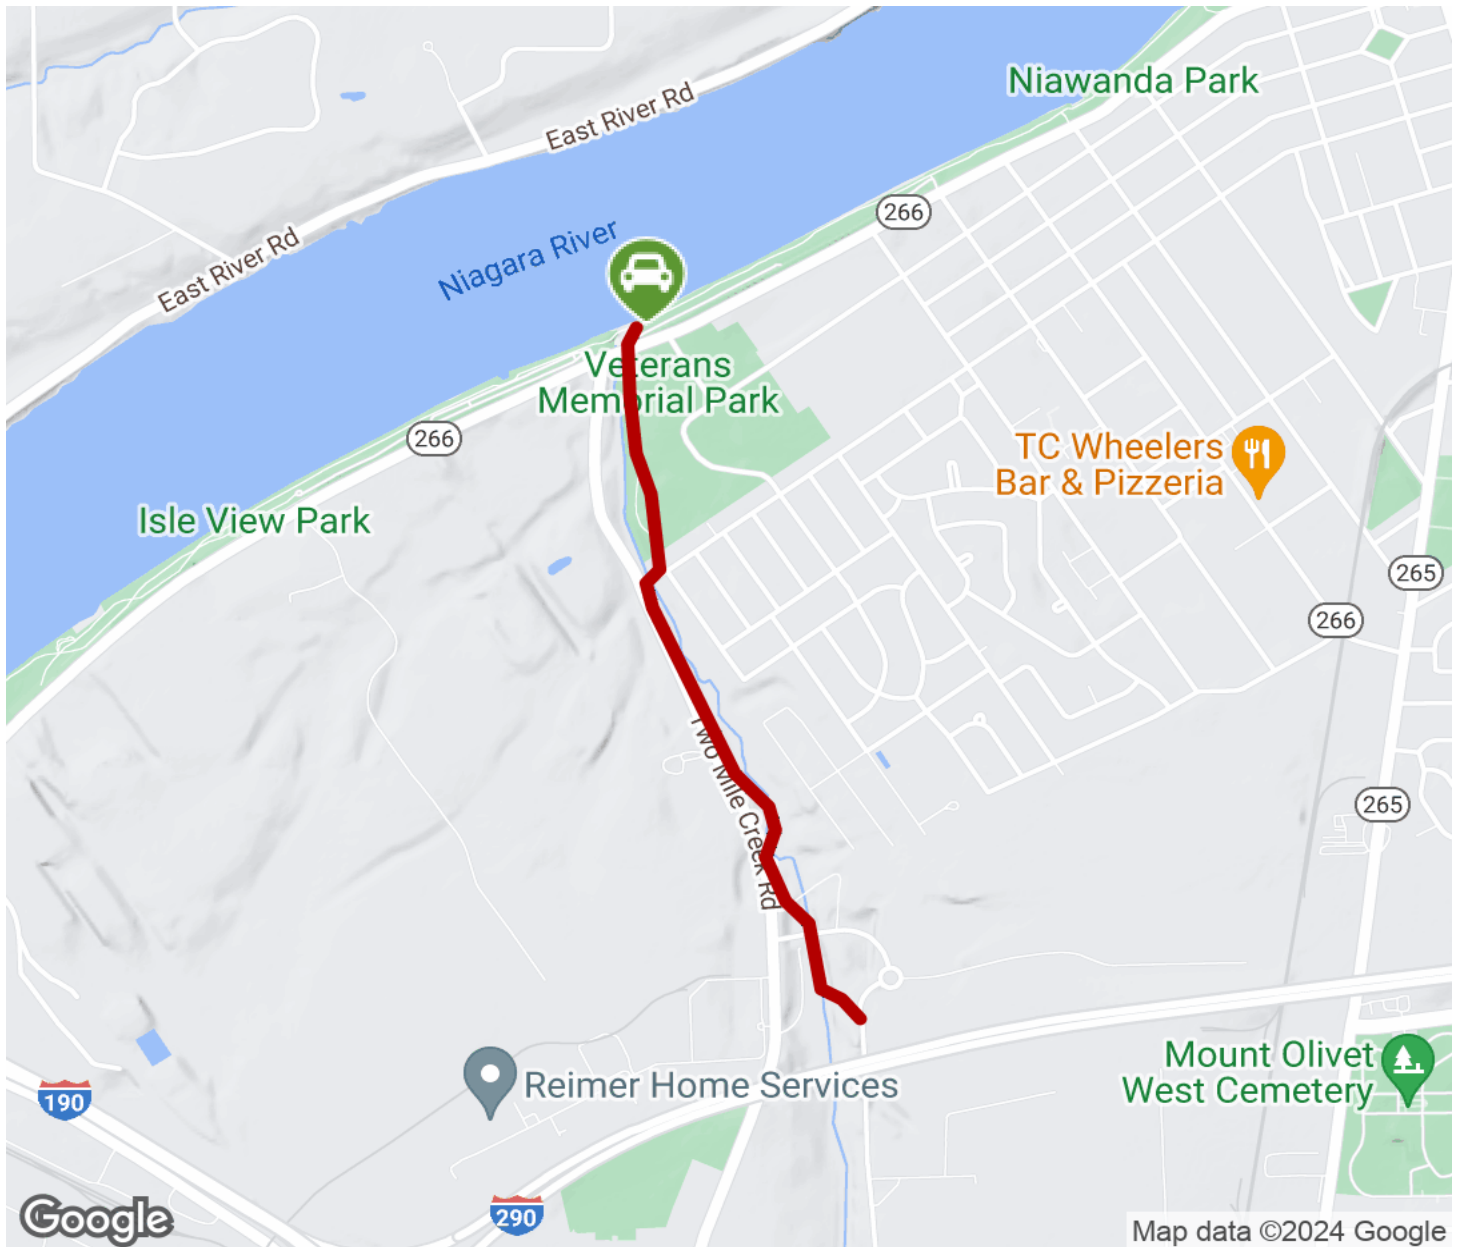 Niawanda Park
East River Rd
266
Niagara River
East River Rd
Veterans
Memorial Park
266
TC Wheelers
Bar & Pizzeria
Isle View Park
265
266
Two Mile Creek Rd
265
Mount Olivet
West Cemetery
Reimer Home Services
190
290
Google
Map data ©2024 Google